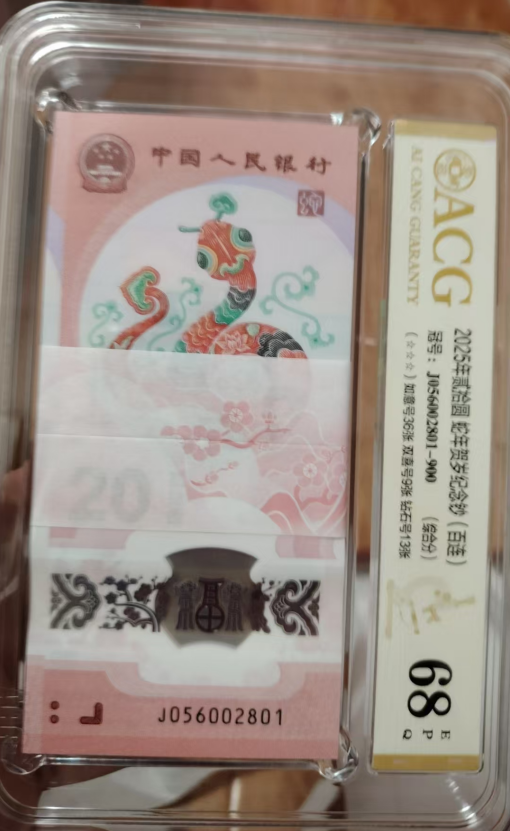 中国人民银行
J056002801
ACG
AI CANG GUARANTY
2025年贰拾圆 蛇年贺岁纪念钞（百连）
冠号：J056002801-900 （综合分）
（☆☆☆）如意号36张 双喜号9张 钻石号13张
68
EPQ